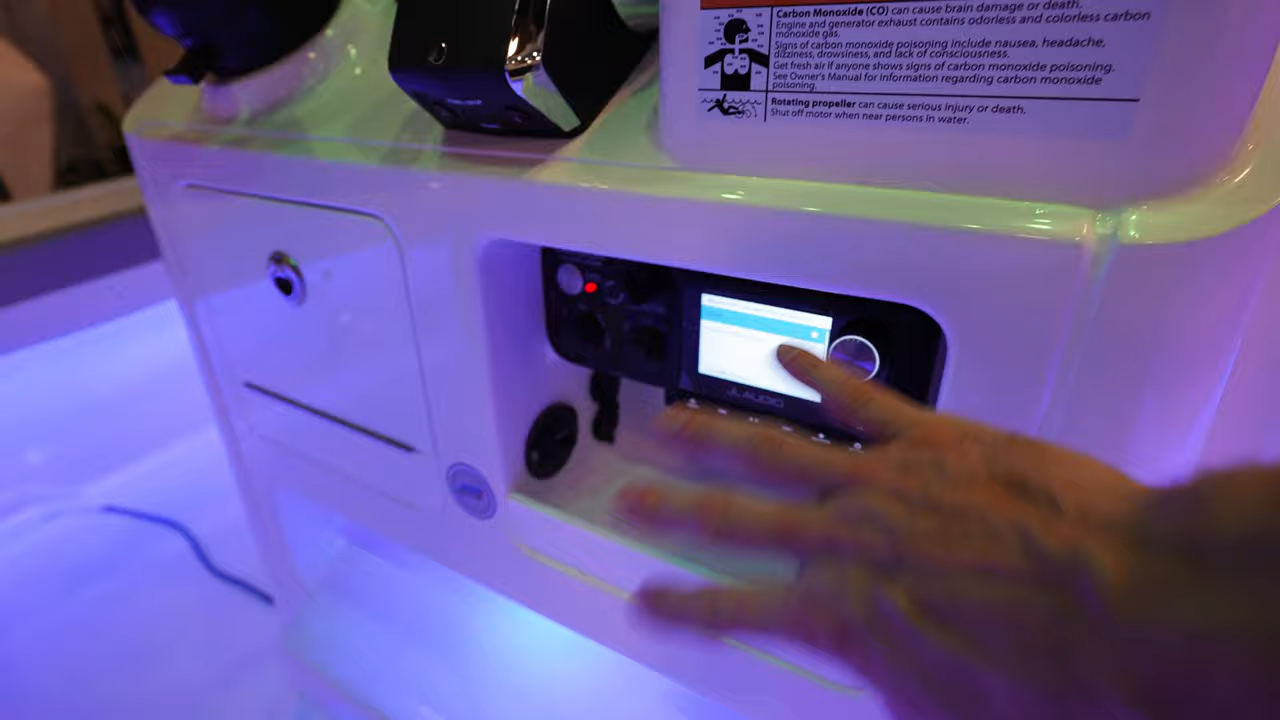 Carbon Monoxide (CO) can cause brain damage or death.
Engine and generator exhaust contains odorless and colorless carbon
monoxide gas.
Signs of carbon monoxide poisoning include nausea, headache,
dizziness, drowsiness, and lack of consciousness.
Get fresh air if anyone shows signs of carbon monoxide poisoning.
See Owner's Manual for information regarding carbon monoxide
poisoning.
Rotating propeller can cause serious injury or death.
Shut off motor when near persons in water.
JL AUDIO